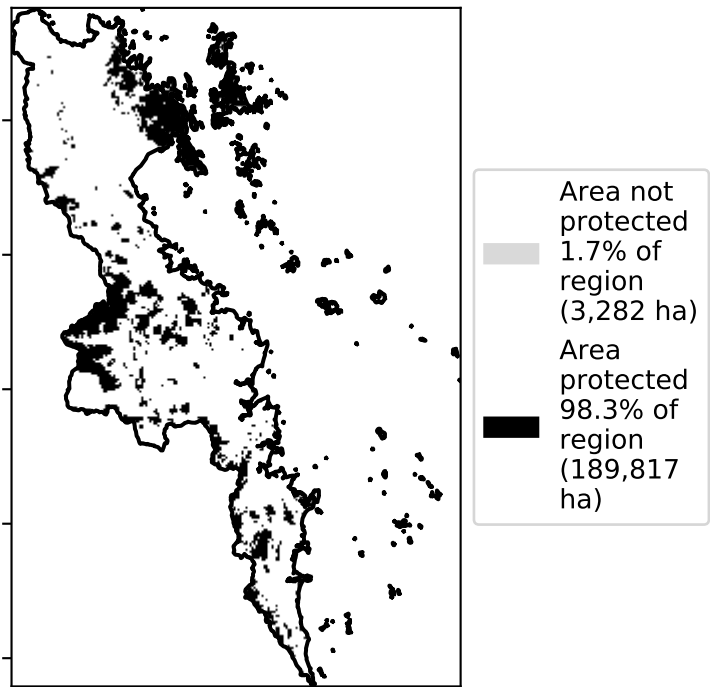 Area not
protected
1.7% of
region
(3,282 ha)
Area
protected
98.3% of
region
(189,817
ha)